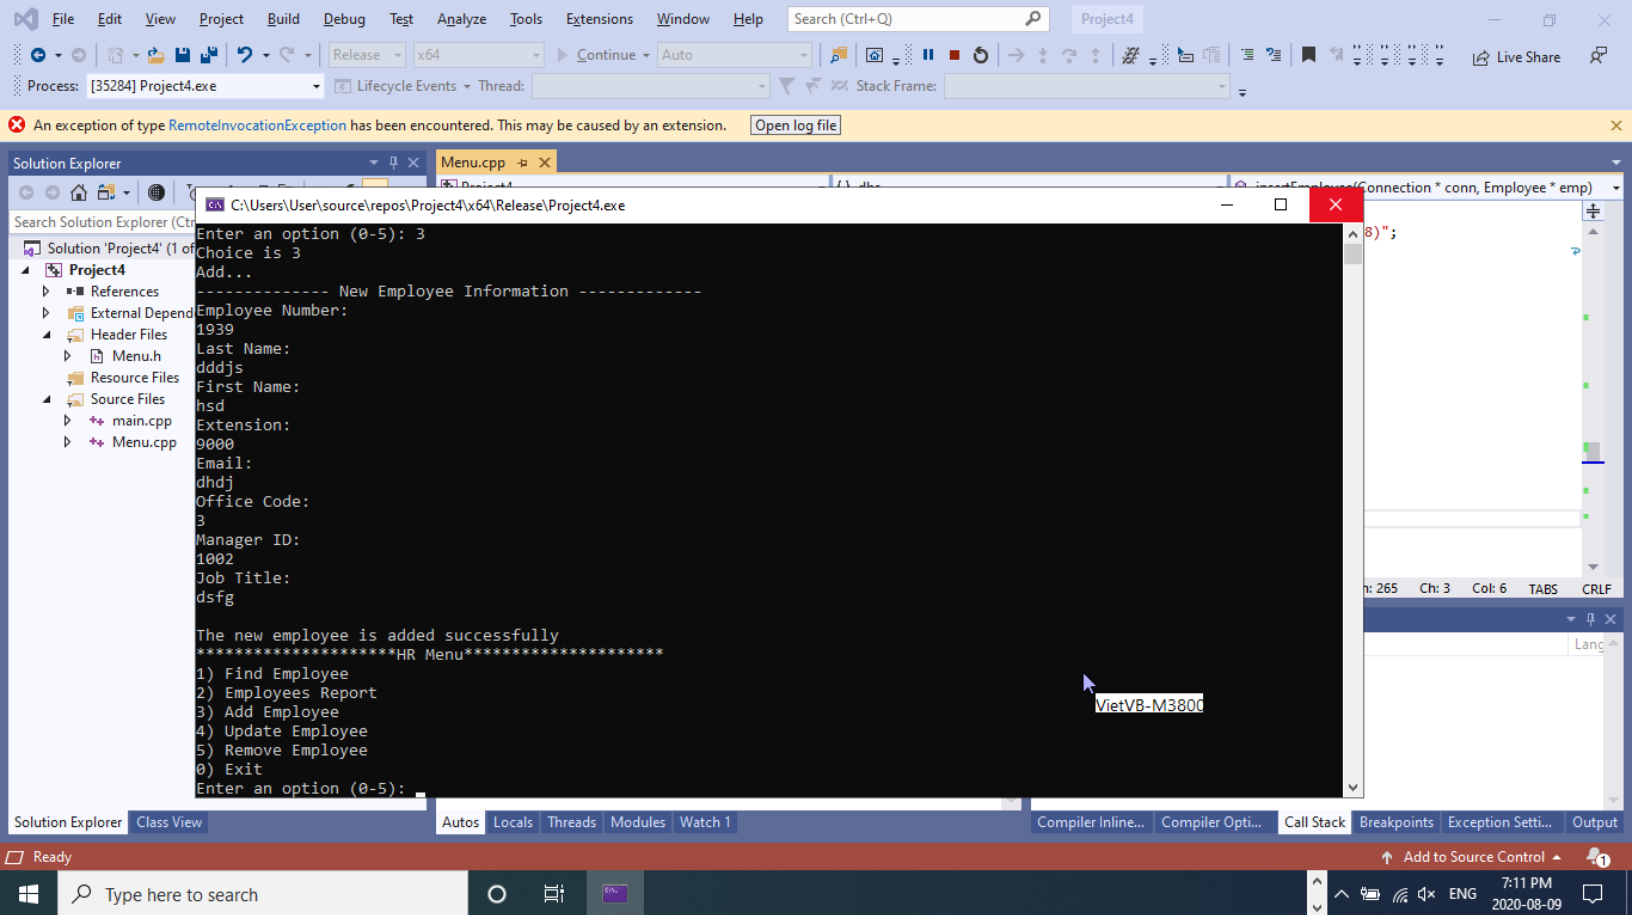 File Edit View Project Build Debug Test Analyze Tools Extensions Window Help Search (Ctrl+Q) Project4
Release x64 Continue Auto Live Share
Process: [35284] Project4.exe Lifecycle Events Thread: Stack Frame:
An exception of type RemoteInvocationException has been encountered. This may be caused by an extension. Open log file
Solution Explorer
Menu.cpp
Project4 dbs insertEmployee(Connection * conn, Employee * emp)
Search Solution Explorer (Ctr
Solution 'Project4' (1 of
Project4
References
External Depend
Header Files
Menu.h
Resource Files
Source Files
main.cpp
Menu.cpp
C:\Users\User\source\repos\Project4\x64\Release\Project4.exe
Enter an option (0-5): 3
Choice is 3
Add...
-------------- New Employee Information -------------
Employee Number:
1939
Last Name:
dddjs
First Name:
hsd
Extension:
9000
Email:
dhdj
Office Code:
3
Manager ID:
1002
Job Title:
dsfg
The new employee is added successfully
*********************HR Menu*********************
1) Find Employee
2) Employees Report
3) Add Employee
4) Update Employee
5) Remove Employee
0) Exit
Enter an option (0-5):
VietVB-M3800
8)";
n: 265 Ch: 3 Col: 6 TABS CRLF
Lang
Solution Explorer Class View
Autos Locals Threads Modules Watch 1
Compiler Inline... Compiler Opti... Call Stack Breakpoints Exception Setti... Output
Ready
Add to Source Control 1
Type here to search
ENG
7:11 PM
2020-08-09